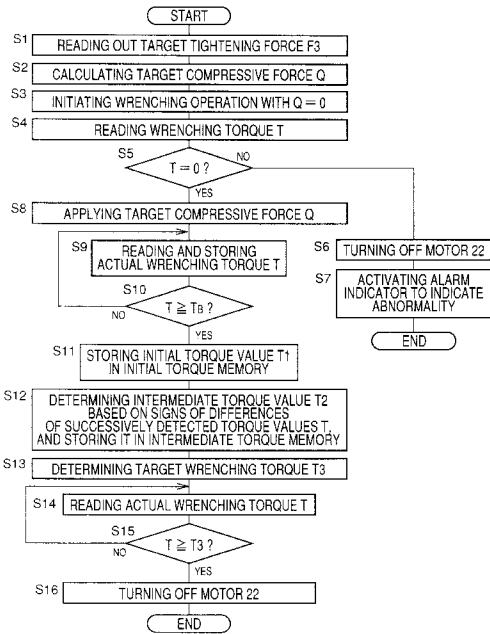 START
S1
READING OUT TARGET TIGHTENING FORCE F3
S2
CALCULATING TARGET COMPRESSIVE FORCE Q
S3
INITIATING WRENCHING OPERATION WITH Q = 0
S4
READING WRENCHING TORQUE T
S5
T = 0 ?
NO
YES
S8
APPLYING TARGET COMPRESSIVE FORCE Q
S9
READING AND STORING
ACTUAL WRENCHING TORQUE T
S10
T ≧ TB ?
NO
YES
S6
TURNING OFF MOTOR 22
S7
ACTIVATING ALARM
INDICATOR TO INDICATE
ABNORMALITY
END
S11
STORING INITIAL TORQUE VALUE T1
IN INITIAL TORQUE MEMORY
S12
DETERMINING INTERMEDIATE TORQUE VALUE T2
BASED ON SIGNS OF DIFFERENCES
OF SUCCESSIVELY DETECTED TORQUE VALUES T,
AND STORING IT IN INTERMEDIATE TORQUE MEMORY
S13
DETERMINING TARGET WRENCHING TORQUE T3
S14
READING ACTUAL WRENCHING TORQUE T
S15
T ≧ T3 ?
NO
YES
S16
TURNING OFF MOTOR 22
END